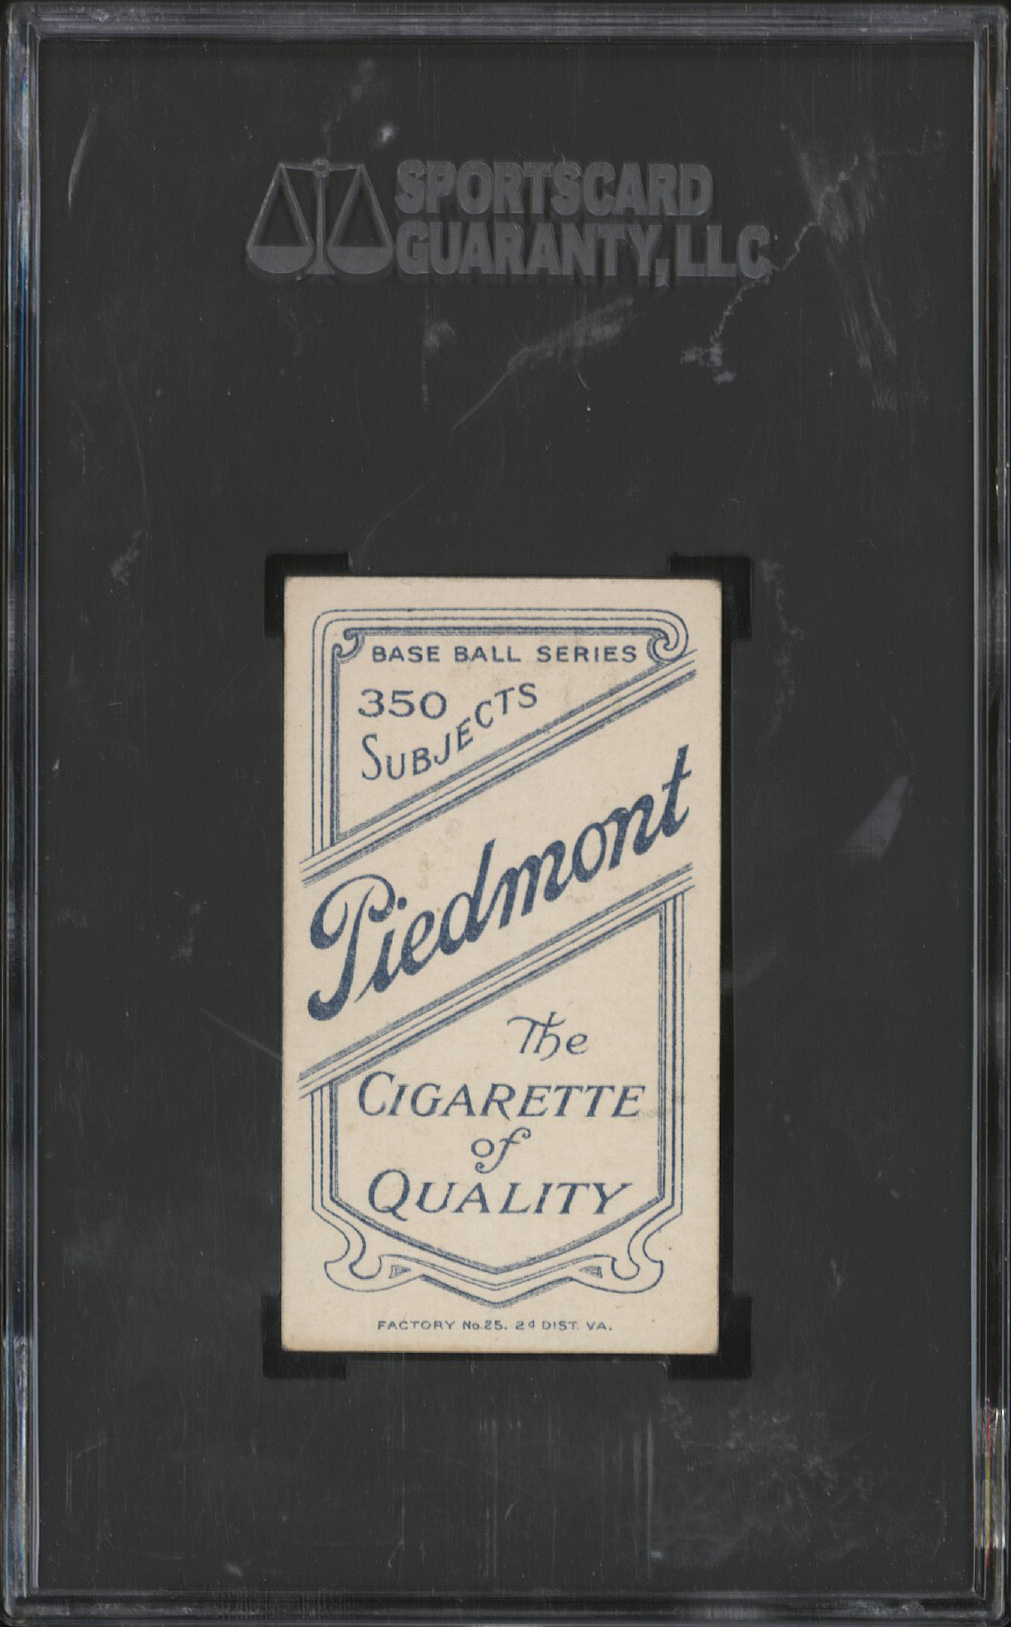 SPORTSCARD
GUARANTY, LLC
BASE BALL SERIES
350
SUBJECTS
Piedmont
The
CIGARETTE
of
QUALITY
FACTORY No. 25. 2d DIST. VA.